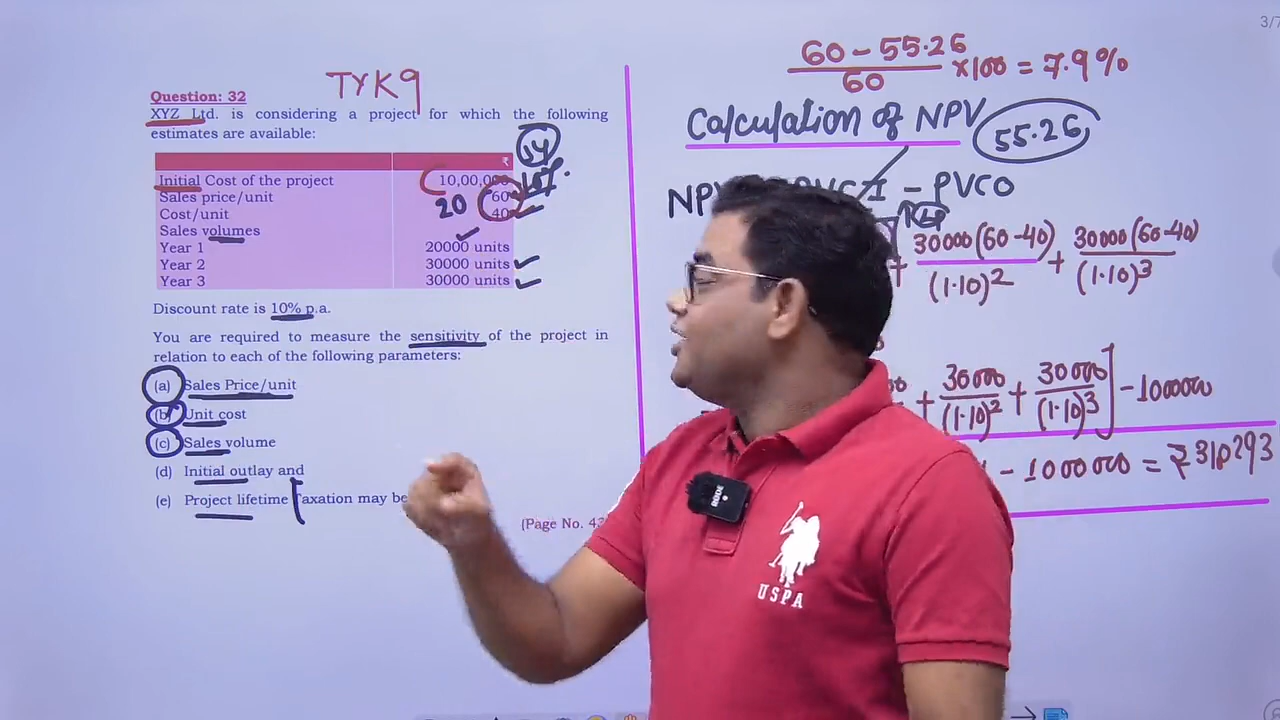 TYK9
Question: 32
XYZ Ltd. is considering a project for which the following
estimates are available:
₹
Initial Cost of the project 10,00,000
Sales price/unit 60
Cost/unit 20 40
Sales volumes
Year 1 20000 units
Year 2 30000 units
Year 3 30000 units
Discount rate is 10% p.a.
You are required to measure the sensitivity of the project in
relation to each of the following parameters:
(a) Sales Price/unit
(b) Unit cost
(c) Sales volume
(d) Initial outlay and
(e) Project lifetime Taxation may be
(Page No. 43
3/7
60 - 55.26
60
×100 = 7.9%
Calculation of NPV
55.26
NPV PVCI - PVCO
+ 30000(60-40) + 30000(60-40)
(1.10)2 (1.10)3
+ 30000 + 30000 ] - 1000000
(1.10)2 (1.10)3
- 1000000 = ₹310293
RODE
USPA